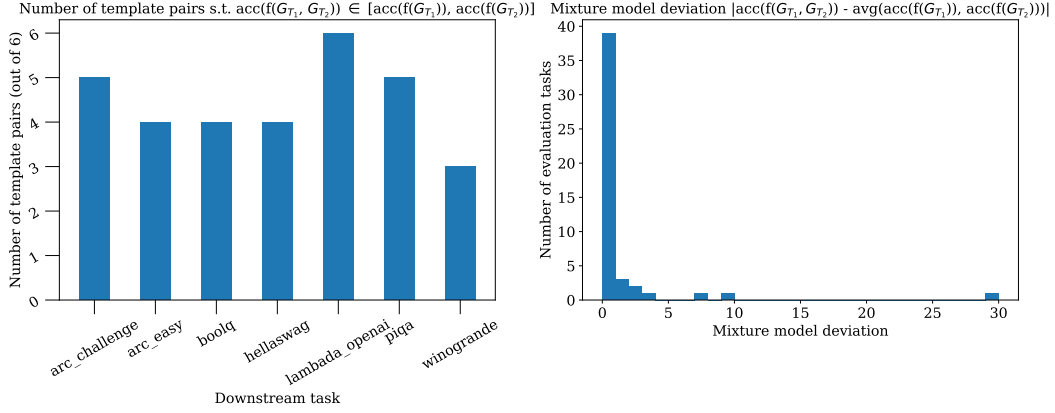 Number of template pairs s.t. acc(f(G_{T_1}, G_{T_2})) ∈ [acc(f(G_{T_1})), acc(f(G_{T_2}))]
Number of template pairs (out of 6)
6
5
4
3
2
1
0
arc_challenge
arc_easy
boolq
hellaswag
lambada_openai
piqa
winogrande
Downstream task
Mixture model deviation |acc(f(G_{T_1}, G_{T_2})) - avg(acc(f(G_{T_1})), acc(f(G_{T_2})))|
Number of evaluation tasks
40
35
30
25
20
15
10
5
0
0
5
10
15
20
25
30
Mixture model deviation